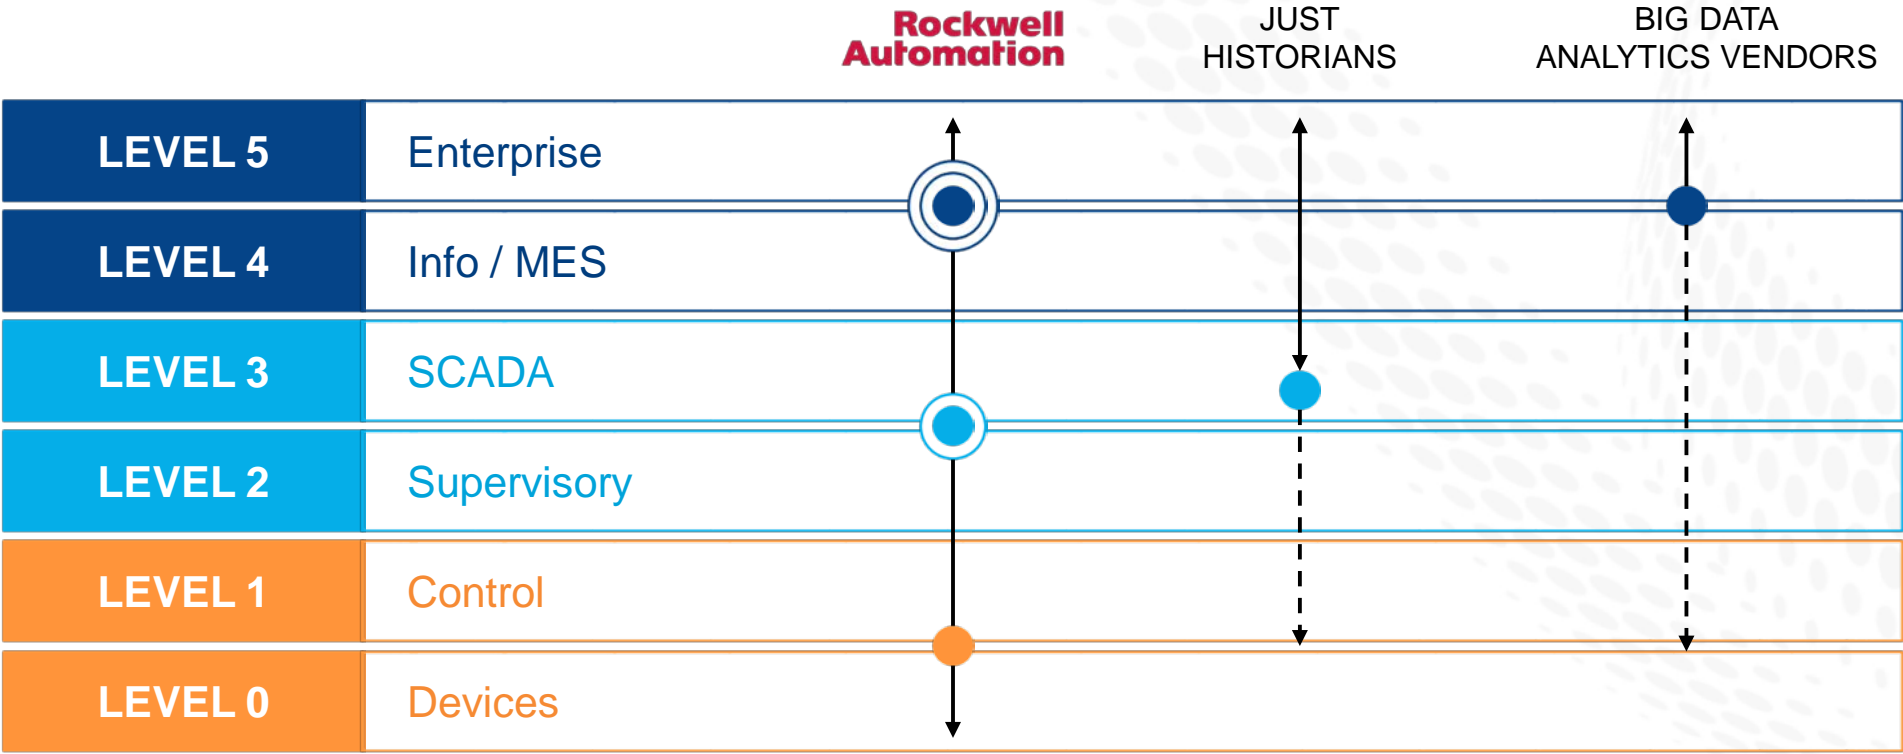 Rockwell
Automation
JUST
HISTORIANS
BIG DATA
ANALYTICS VENDORS
LEVEL 5
Enterprise
LEVEL 4
Info / MES
LEVEL 3
SCADA
LEVEL 2
Supervisory
LEVEL 1
Control
LEVEL 0
Devices